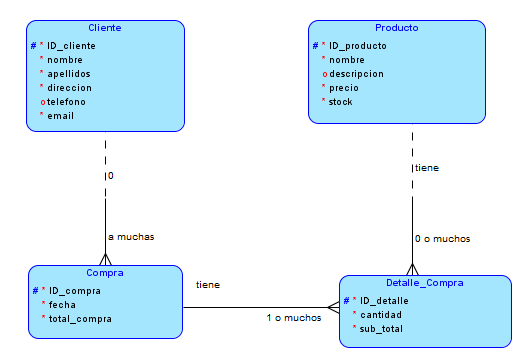 Cliente
# * ID_cliente
* nombre
* apellidos
* direccion
o telefono
* email
Producto
# * ID_producto
* nombre
o descripcion
* precio
* stock
0
a muchas
tiene
0 o muchos
Compra
# * ID_compra
* fecha
* total_compra
tiene
1 o muchos
Detalle_Compra
# * ID_detalle
* cantidad
* sub_total